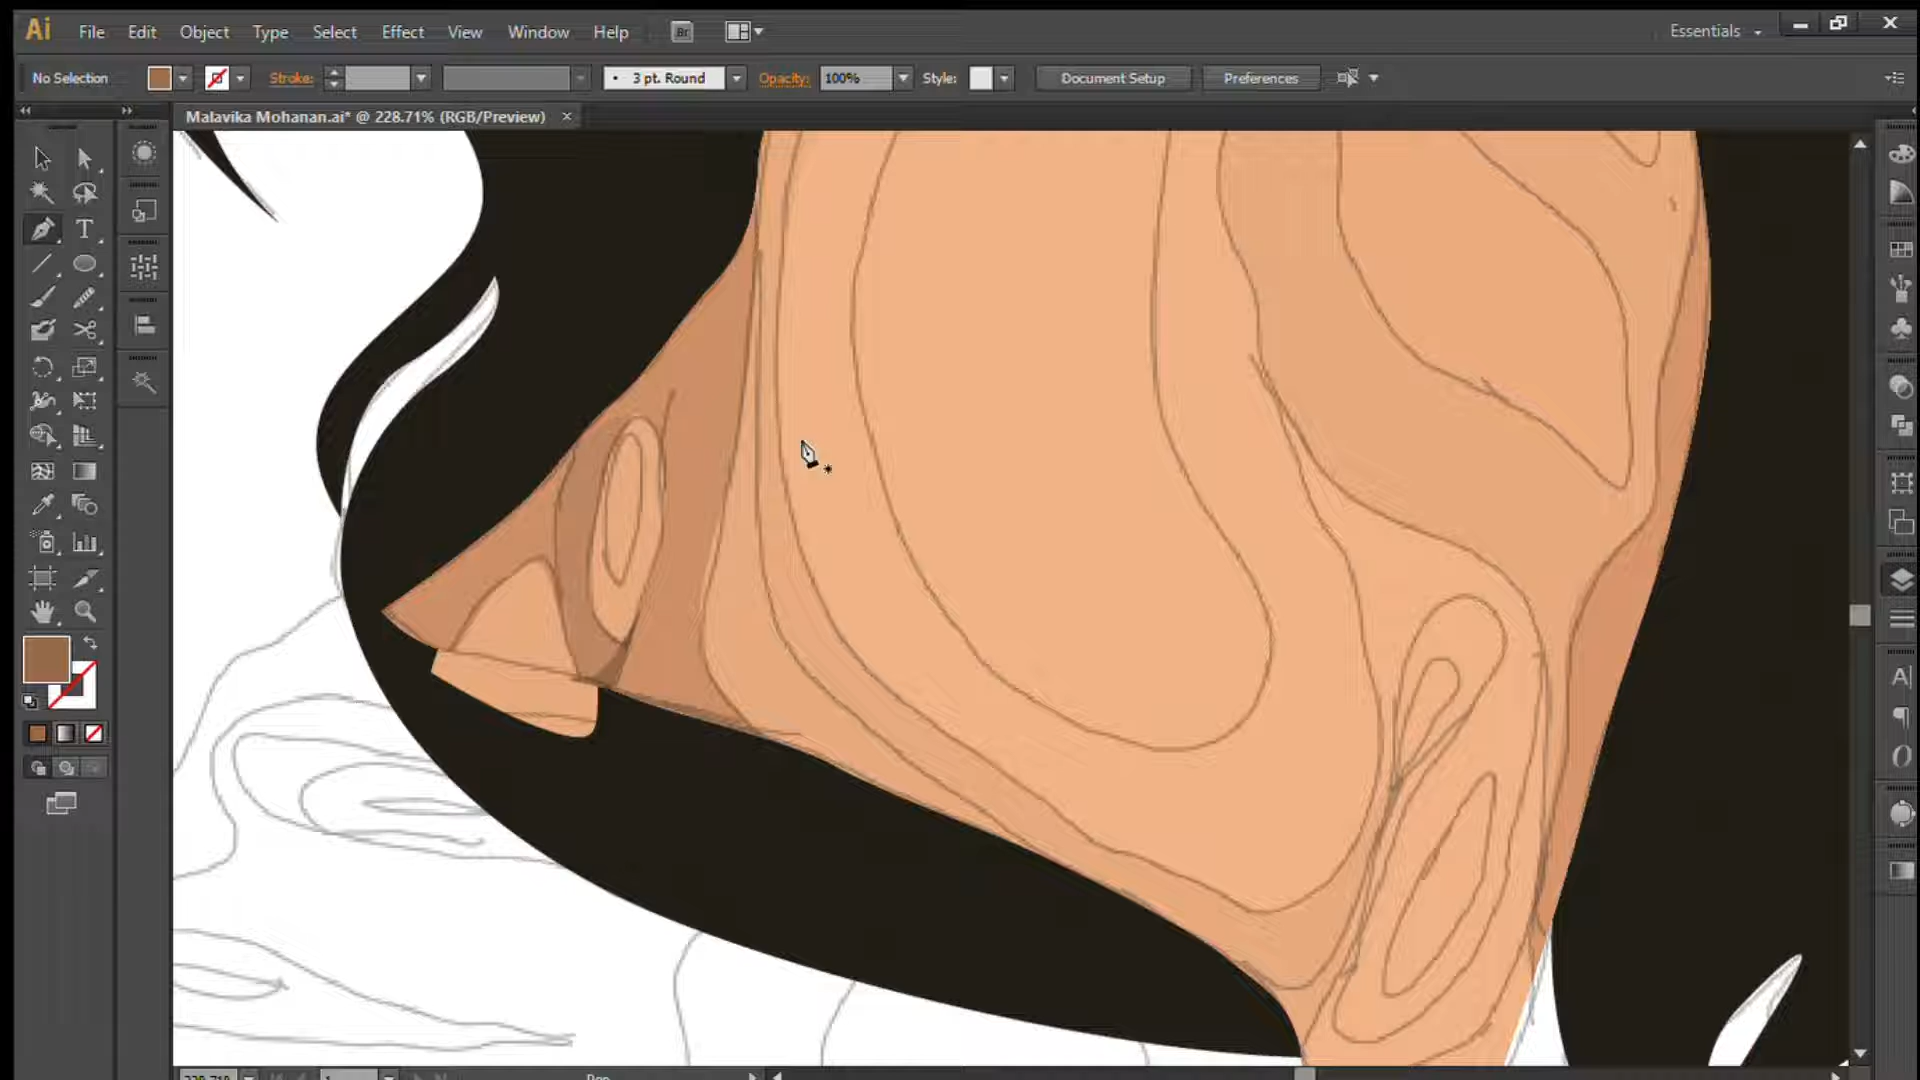 Ai File Edit Object Type Select Effect View Window Help Br Essentials
No Selection Stroke: 3 pt. Round Opacity: 100% Style: Document Setup Preferences
Malavika Mohanan.ai* @ 228.71% (RGB/Preview)